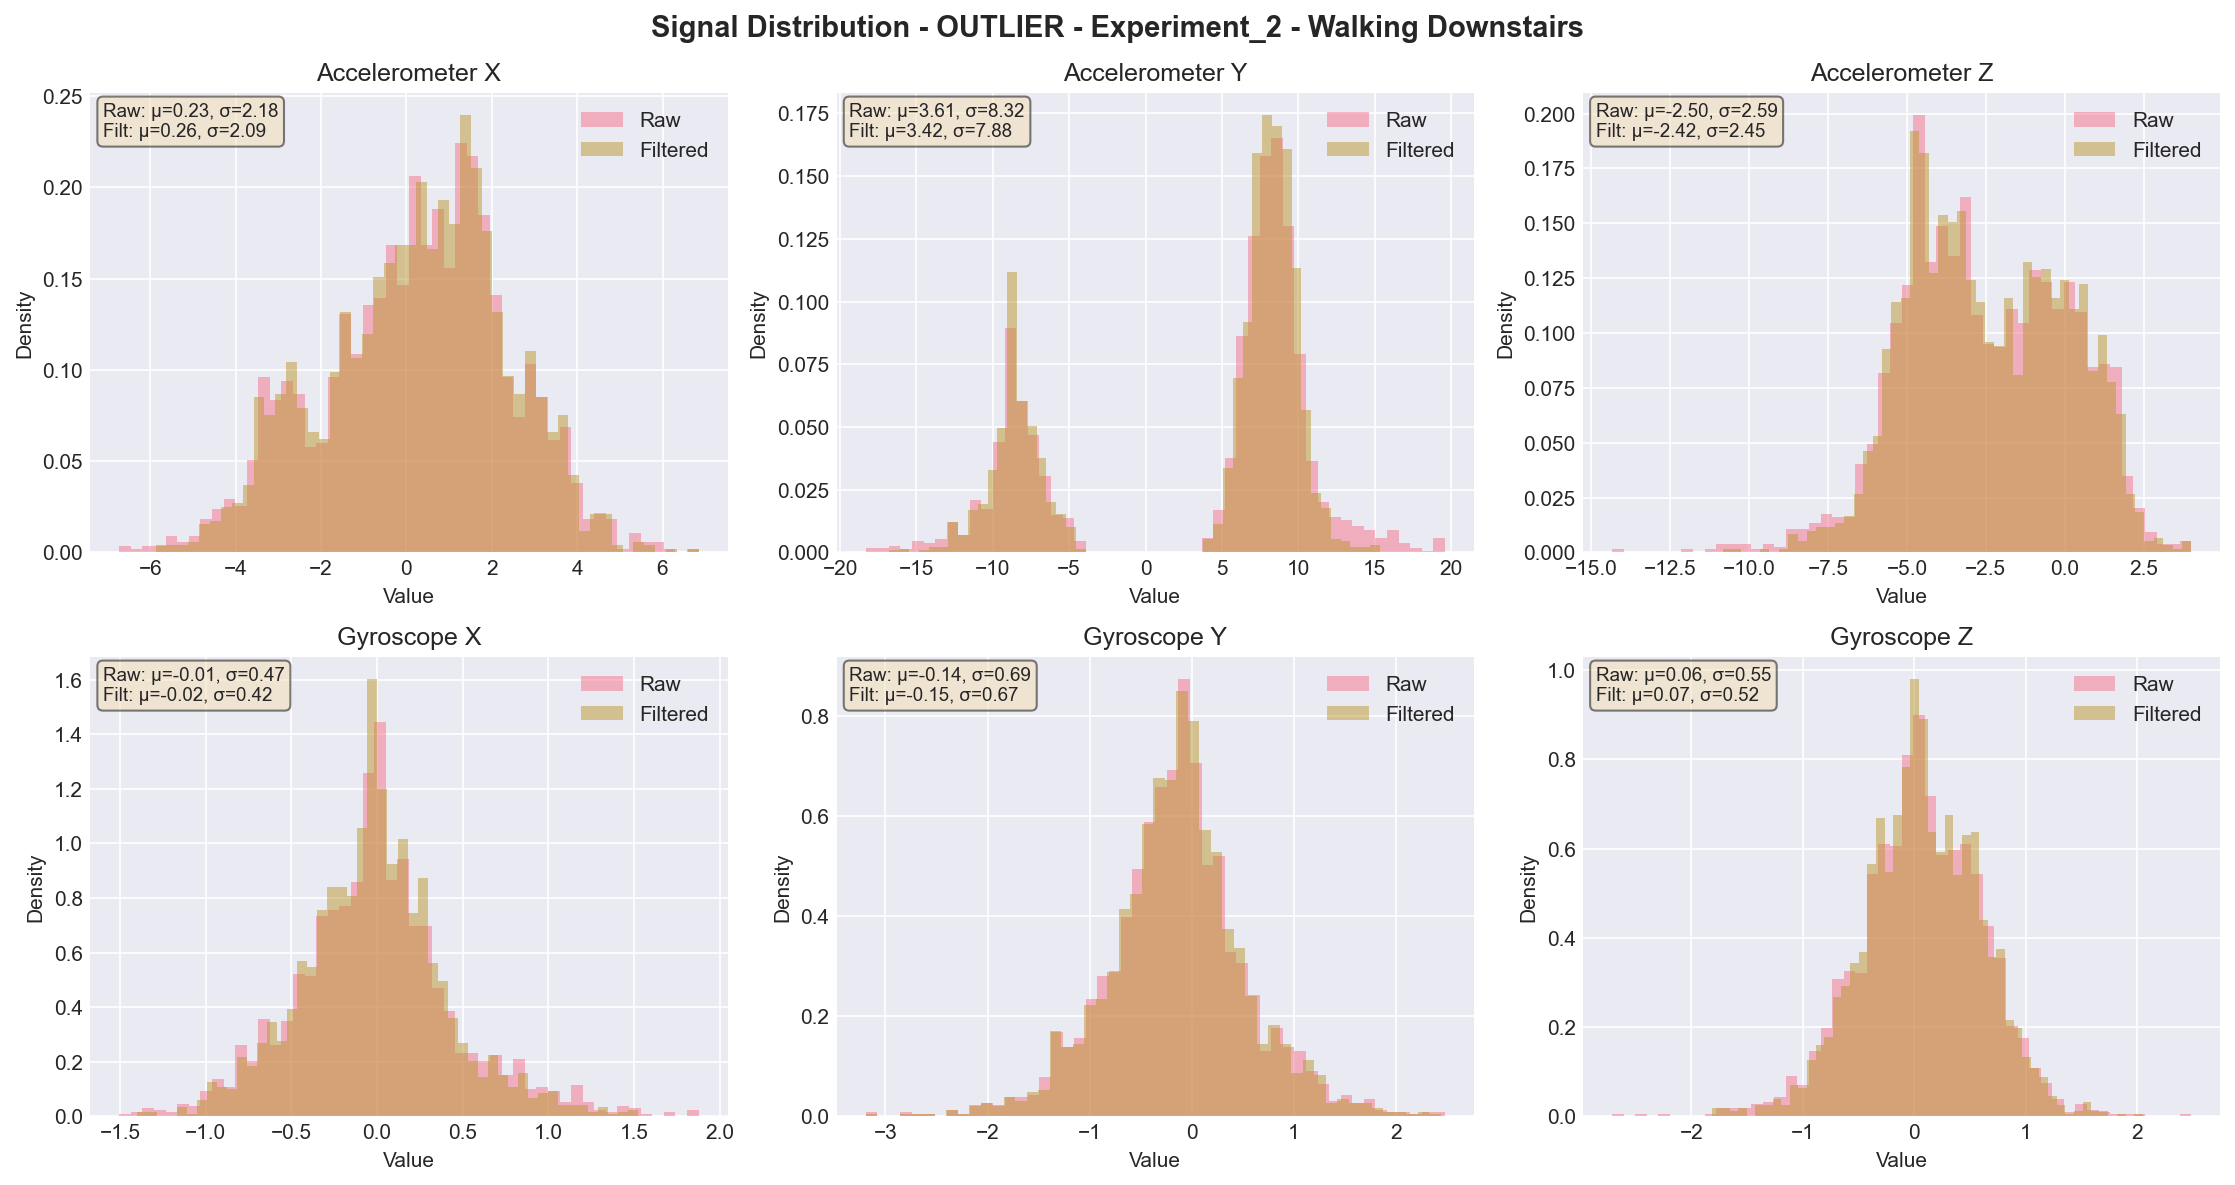 Signal Distribution - OUTLIER - Experiment_2 - Walking Downstairs
Accelerometer X
Raw: μ=0.23, σ=2.18
Filt: μ=0.26, σ=2.09
Raw
Filtered
0.25
0.20
0.15
0.10
0.05
0.00
Density
−6
−4
−2
0
2
4
6
Value
Accelerometer Y
Raw: μ=3.61, σ=8.32
Filt: μ=3.42, σ=7.88
Raw
Filtered
0.175
0.150
0.125
0.100
0.075
0.050
0.025
0.000
Density
−20
−15
−10
−5
0
5
10
15
20
Value
Accelerometer Z
Raw: μ=-2.50, σ=2.59
Filt: μ=-2.42, σ=2.45
Raw
Filtered
0.200
0.175
0.150
0.125
0.100
0.075
0.050
0.025
0.000
Density
−15.0
−12.5
−10.0
−7.5
−5.0
−2.5
0.0
2.5
Value
Gyroscope X
Raw: μ=-0.01, σ=0.47
Filt: μ=-0.02, σ=0.42
Raw
Filtered
1.6
1.4
1.2
1.0
0.8
0.6
0.4
0.2
0.0
Density
−1.5
−1.0
−0.5
0.0
0.5
1.0
1.5
2.0
Value
Gyroscope Y
Raw: μ=-0.14, σ=0.69
Filt: μ=-0.15, σ=0.67
Raw
Filtered
0.8
0.6
0.4
0.2
0.0
Density
−3
−2
−1
0
1
2
Value
Gyroscope Z
Raw: μ=0.06, σ=0.55
Filt: μ=0.07, σ=0.52
Raw
Filtered
1.0
0.8
0.6
0.4
0.2
0.0
Density
−2
−1
0
1
2
Value